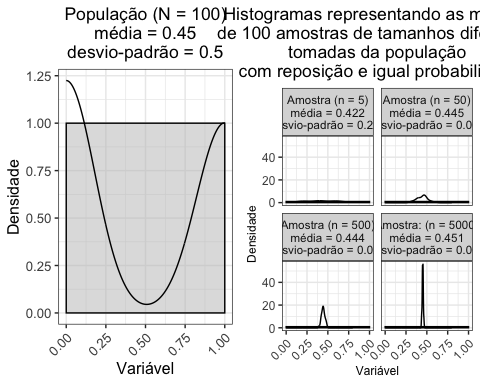 População (N = 100)
média = 0.45
desvio-padrão = 0.5
Densidade
1.25
1.00
0.75
0.50
0.25
0.00
0.00 0.25 0.50 0.75 1.00
Variável
Histogramas representando as m
de 100 amostras de tamanhos dif
tomadas da população
com reposição e igual probabili
Amostra (n = 5)
média = 0.422
svio-padrão = 0.2
Amostra (n = 50)
média = 0.445
svio-padrão = 0.0
Amostra (n = 500)
média = 0.444
svio-padrão = 0.0
mostra: (n = 5000
média = 0.451
svio-padrão = 0.0
Densidade
40
20
0
40
20
0
0.00 0.25 0.50 0.75 1.00
0.00 0.25 0.50 0.75 1.00
Variável